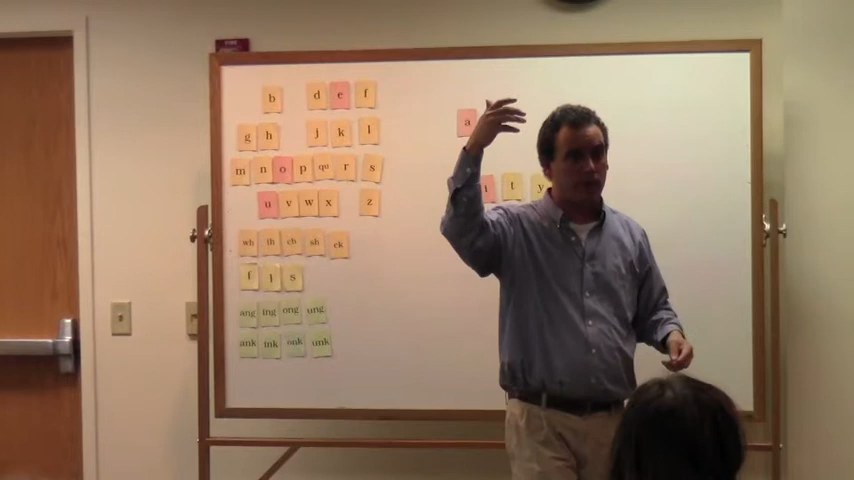 b d e f
g h j k l
m n o p qu r s
u v w x z
wh th ch sh ck
f l s
ang ing ong ung
ank ink onk unk
a
i t y